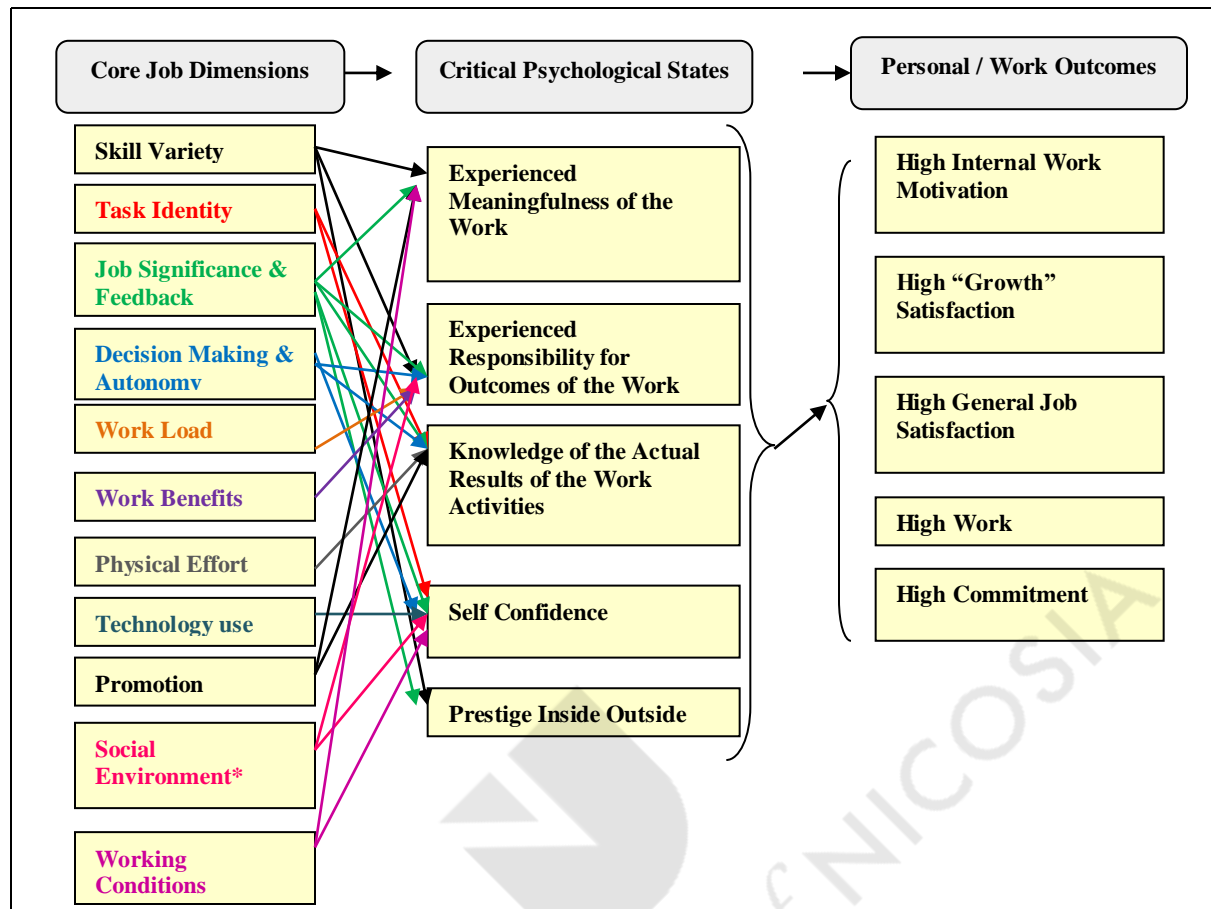 Core Job Dimensions
Critical Psychological States
Personal / Work Outcomes
Skill Variety
Task Identity
Job Significance &
Feedback
Decision Making &
Autonomy
Work Load
Work Benefits
Physical Effort
Technology use
Promotion
Social
Environment*
Working
Conditions
Experienced
Meaningfulness of the
Work
Experienced
Responsibility for
Outcomes of the Work
Knowledge of the Actual
Results of the Work
Activities
Self Confidence
Prestige Inside Outside
High Internal Work
Motivation
High “Growth”
Satisfaction
High General Job
Satisfaction
High Work
High Commitment
NICOSIA